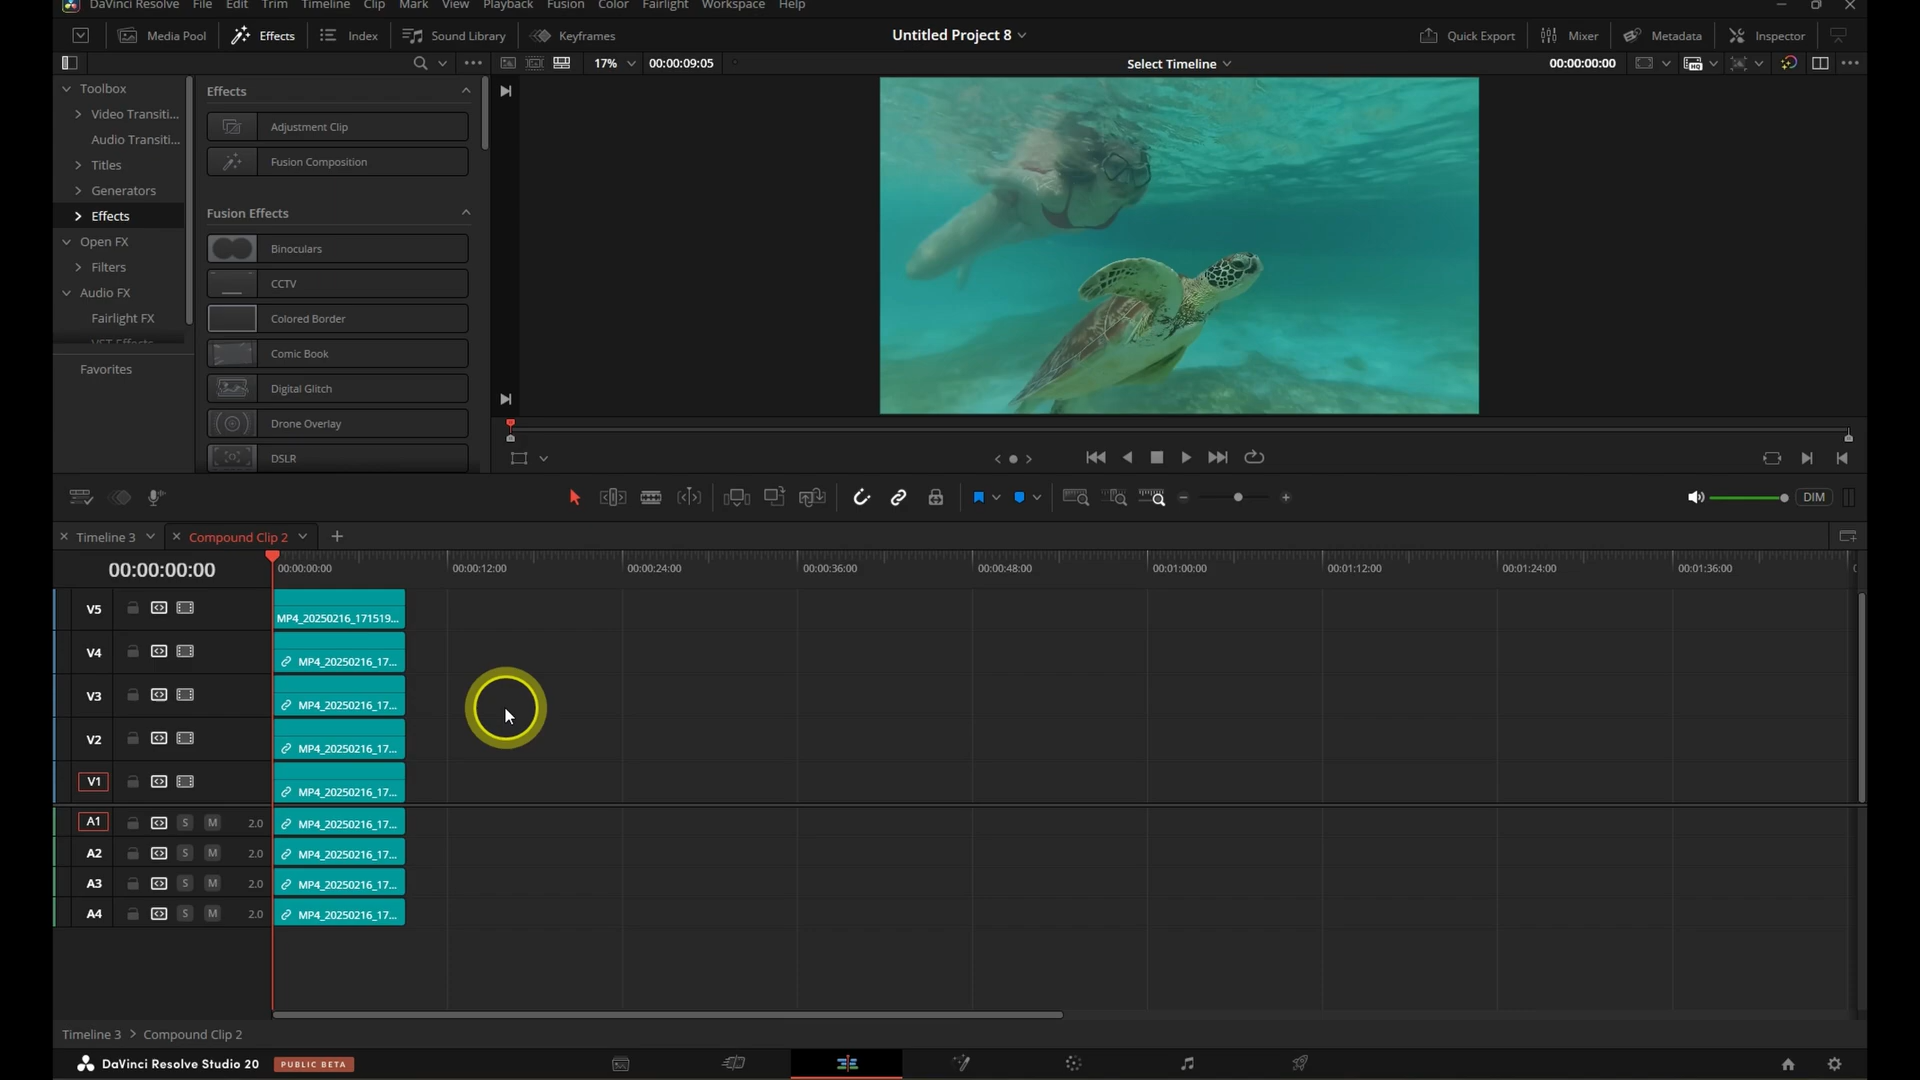 DaVinci Resolve File Edit Trim Timeline Clip Mark View Playback Fusion Color Fairlight Workspace Help
Media Pool Effects Index Sound Library Keyframes Untitled Project 8 Quick Export Mixer Metadata Inspector
17% 00:00:09:05 Select Timeline 00:00:00:00
Toolbox
Video Transiti...
Audio Transiti...
Titles
Generators
Effects
Open FX
Filters
Audio FX
Fairlight FX
VST Effects
Favorites
Effects
Adjustment Clip
Fusion Composition
Fusion Effects
Binoculars
CCTV
Colored Border
Comic Book
Digital Glitch
Drone Overlay
DSLR
DIM
Timeline 3 Compound Clip 2
00:00:00:00 00:00:00:00 00:00:12:00 00:00:24:00 00:00:36:00 00:00:48:00 00:01:00:00 00:01:12:00 00:01:24:00 00:01:36:00
V5 MP4_20250216_171519...
V4 MP4_20250216_17...
V3 MP4_20250216_17...
V2 MP4_20250216_17...
V1 MP4_20250216_17...
A1 S M 2.0 MP4_20250216_17...
A2 S M 2.0 MP4_20250216_17...
A3 S M 2.0 MP4_20250216_17...
A4 S M 2.0 MP4_20250216_17...
Timeline 3 > Compound Clip 2
DaVinci Resolve Studio 20 PUBLIC BETA